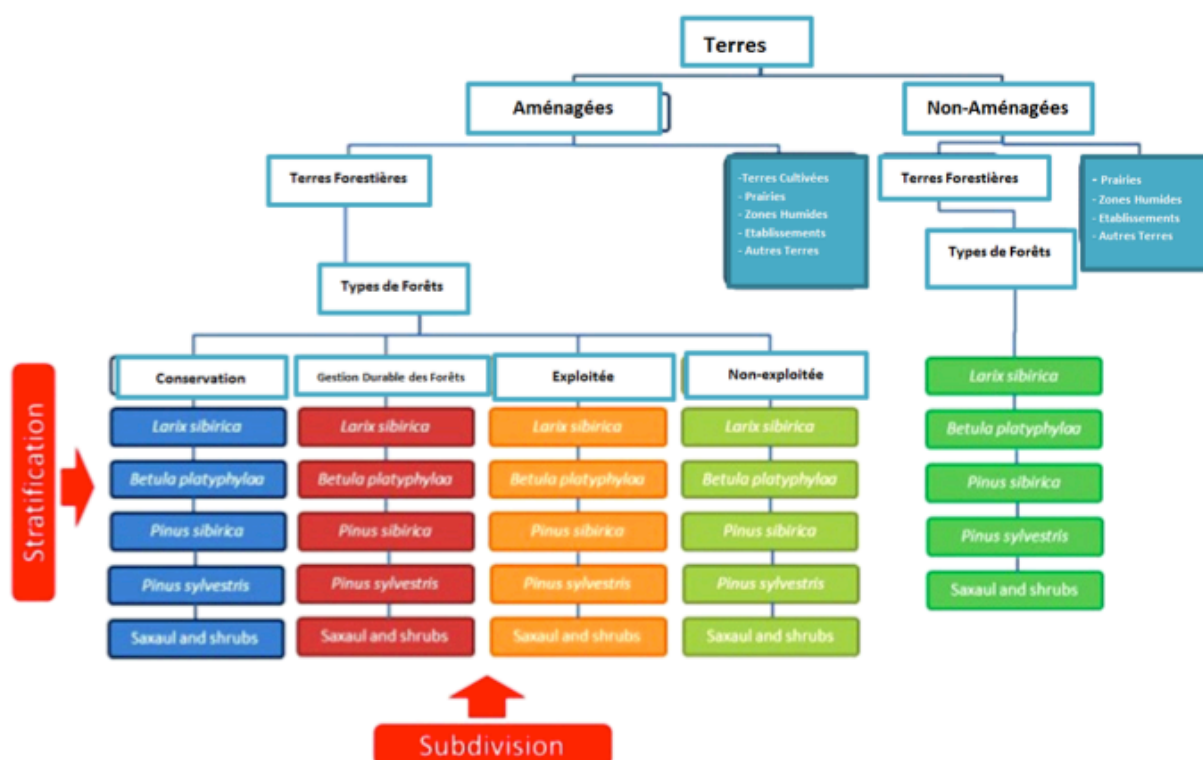 Terres
Aménagées
Non-Aménagées
Terres Forestières
-Terres Cultivées
- Prairies
- Zones Humides
- Etablissements
- Autres Terres
Terres Forestières
- Prairies
- Zones Humides
- Etablissements
- Autres Terres
Types de Forêts
Types de Forêts
Conservation
Gestion Durable des Forêts
Exploitée
Non-exploitée
Larix sibirica
Betula platyphylaa
Pinus sibirica
Pinus sylvestris
Saxaul and shrubs
Larix sibirica
Betula platyphylaa
Pinus sibirica
Pinus sylvestris
Saxaul and shrubs
Larix sibirica
Betula platyphylaa
Pinus sibirica
Pinus sylvestris
Saxaul and shrubs
Larix sibirica
Betula platyphylaa
Pinus sibirica
Pinus sylvestris
Saxaul and shrubs
Larix sibirica
Betula platyphylaa
Pinus sibirica
Pinus sylvestris
Saxaul and shrubs
Stratification
Subdivision